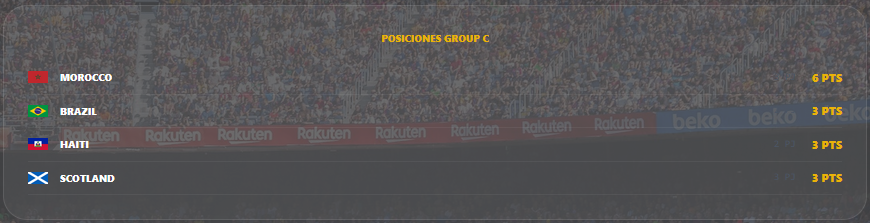 POSICIONES GROUP C
MOROCCO 6 PTS
BRAZIL 3 PTS
Rakuten Rakuten Rakuten Rakuten Rakuten Rakuten Rakuten beko beko beko
HAITI 3 PTS
SCOTLAND 3 PTS